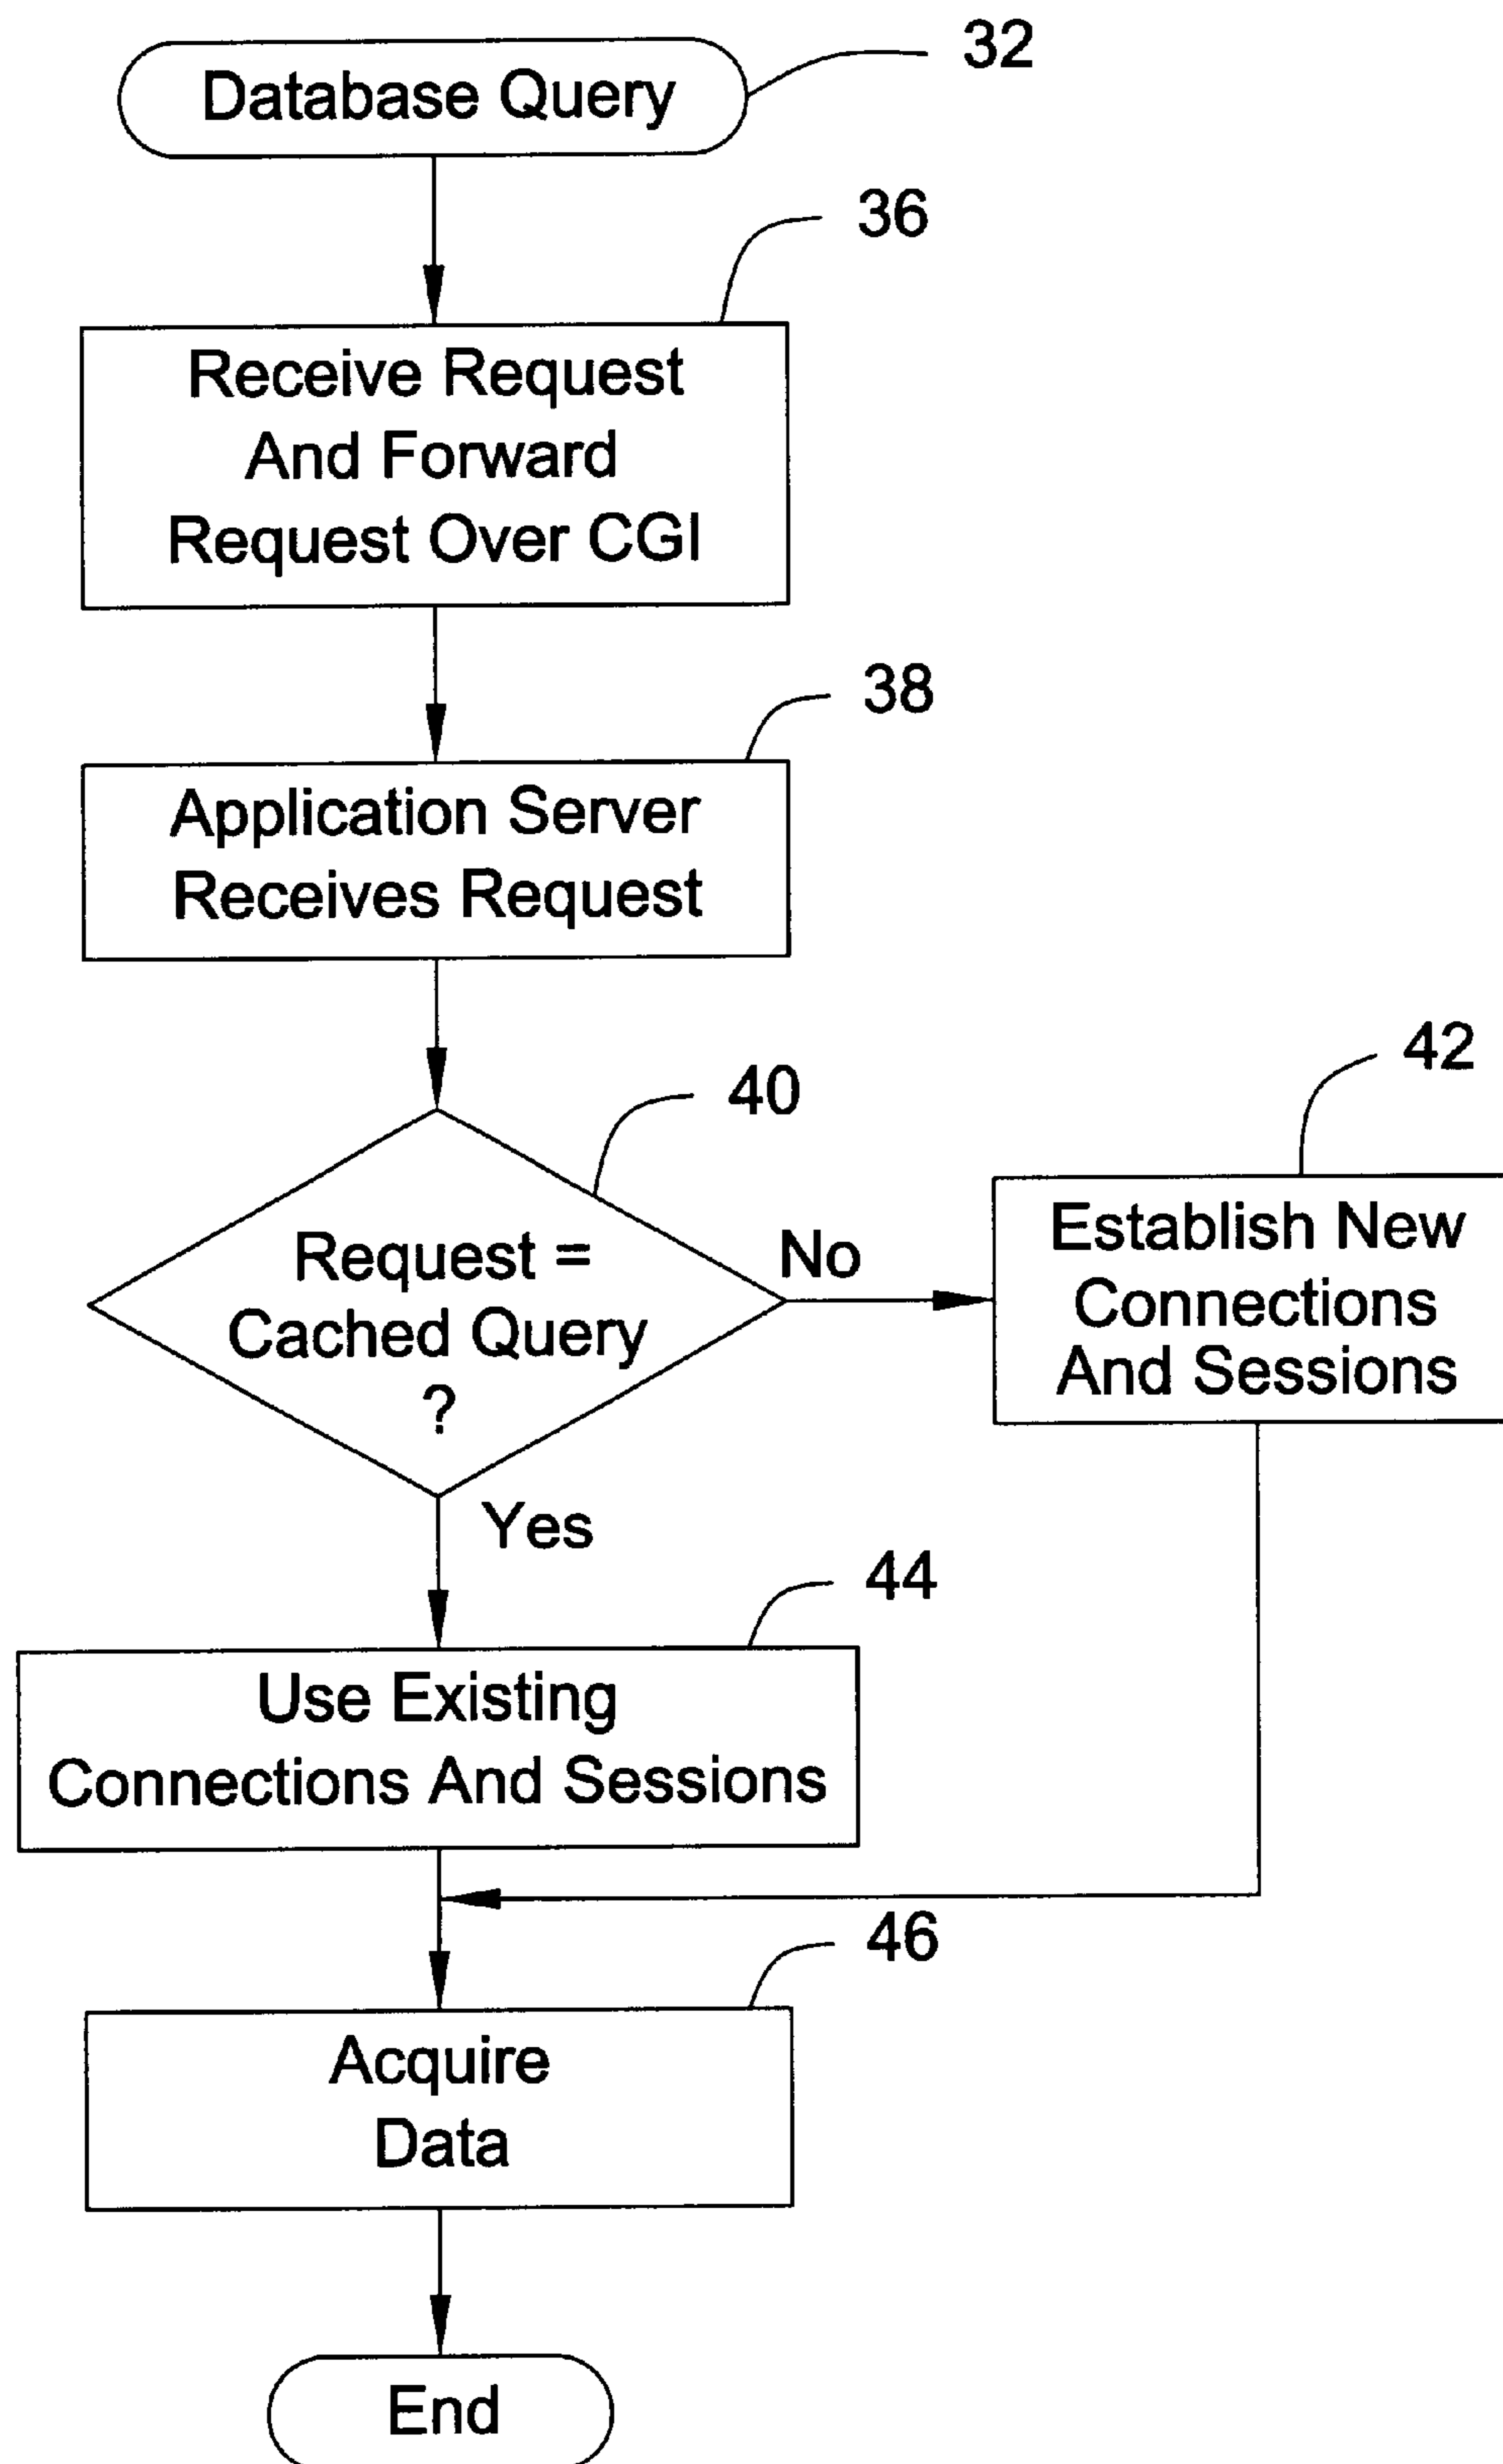 Database Query
32
36
Receive Request
And Forward
Request Over CGI
38
Application Server
Receives Request
40
Request =
Cached Query
?
No
42
Establish New
Connections
And Sessions
Yes
44
Use Existing
Connections And Sessions
46
Acquire
Data
End